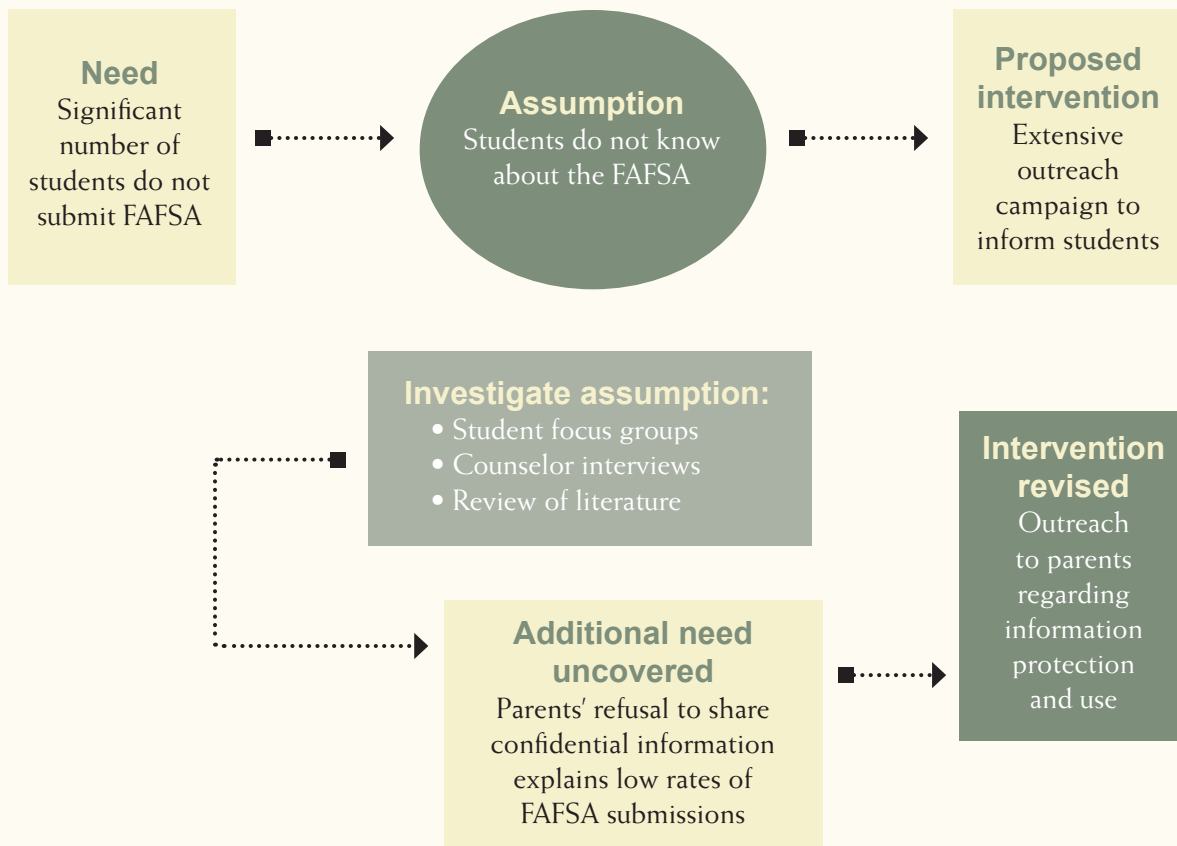 Need
Significant
number of
students do not
submit FAFSA
Assumption
Students do not know
about the FAFSA
Proposed
intervention
Extensive
outreach
campaign to
inform students
Investigate assumption:
• Student focus groups
• Counselor interviews
• Review of literature
Additional need
uncovered
Parents’ refusal to share
confidential information
explains low rates of
FAFSA submissions
Intervention
revised
Outreach
to parents
regarding
information
protection
and use